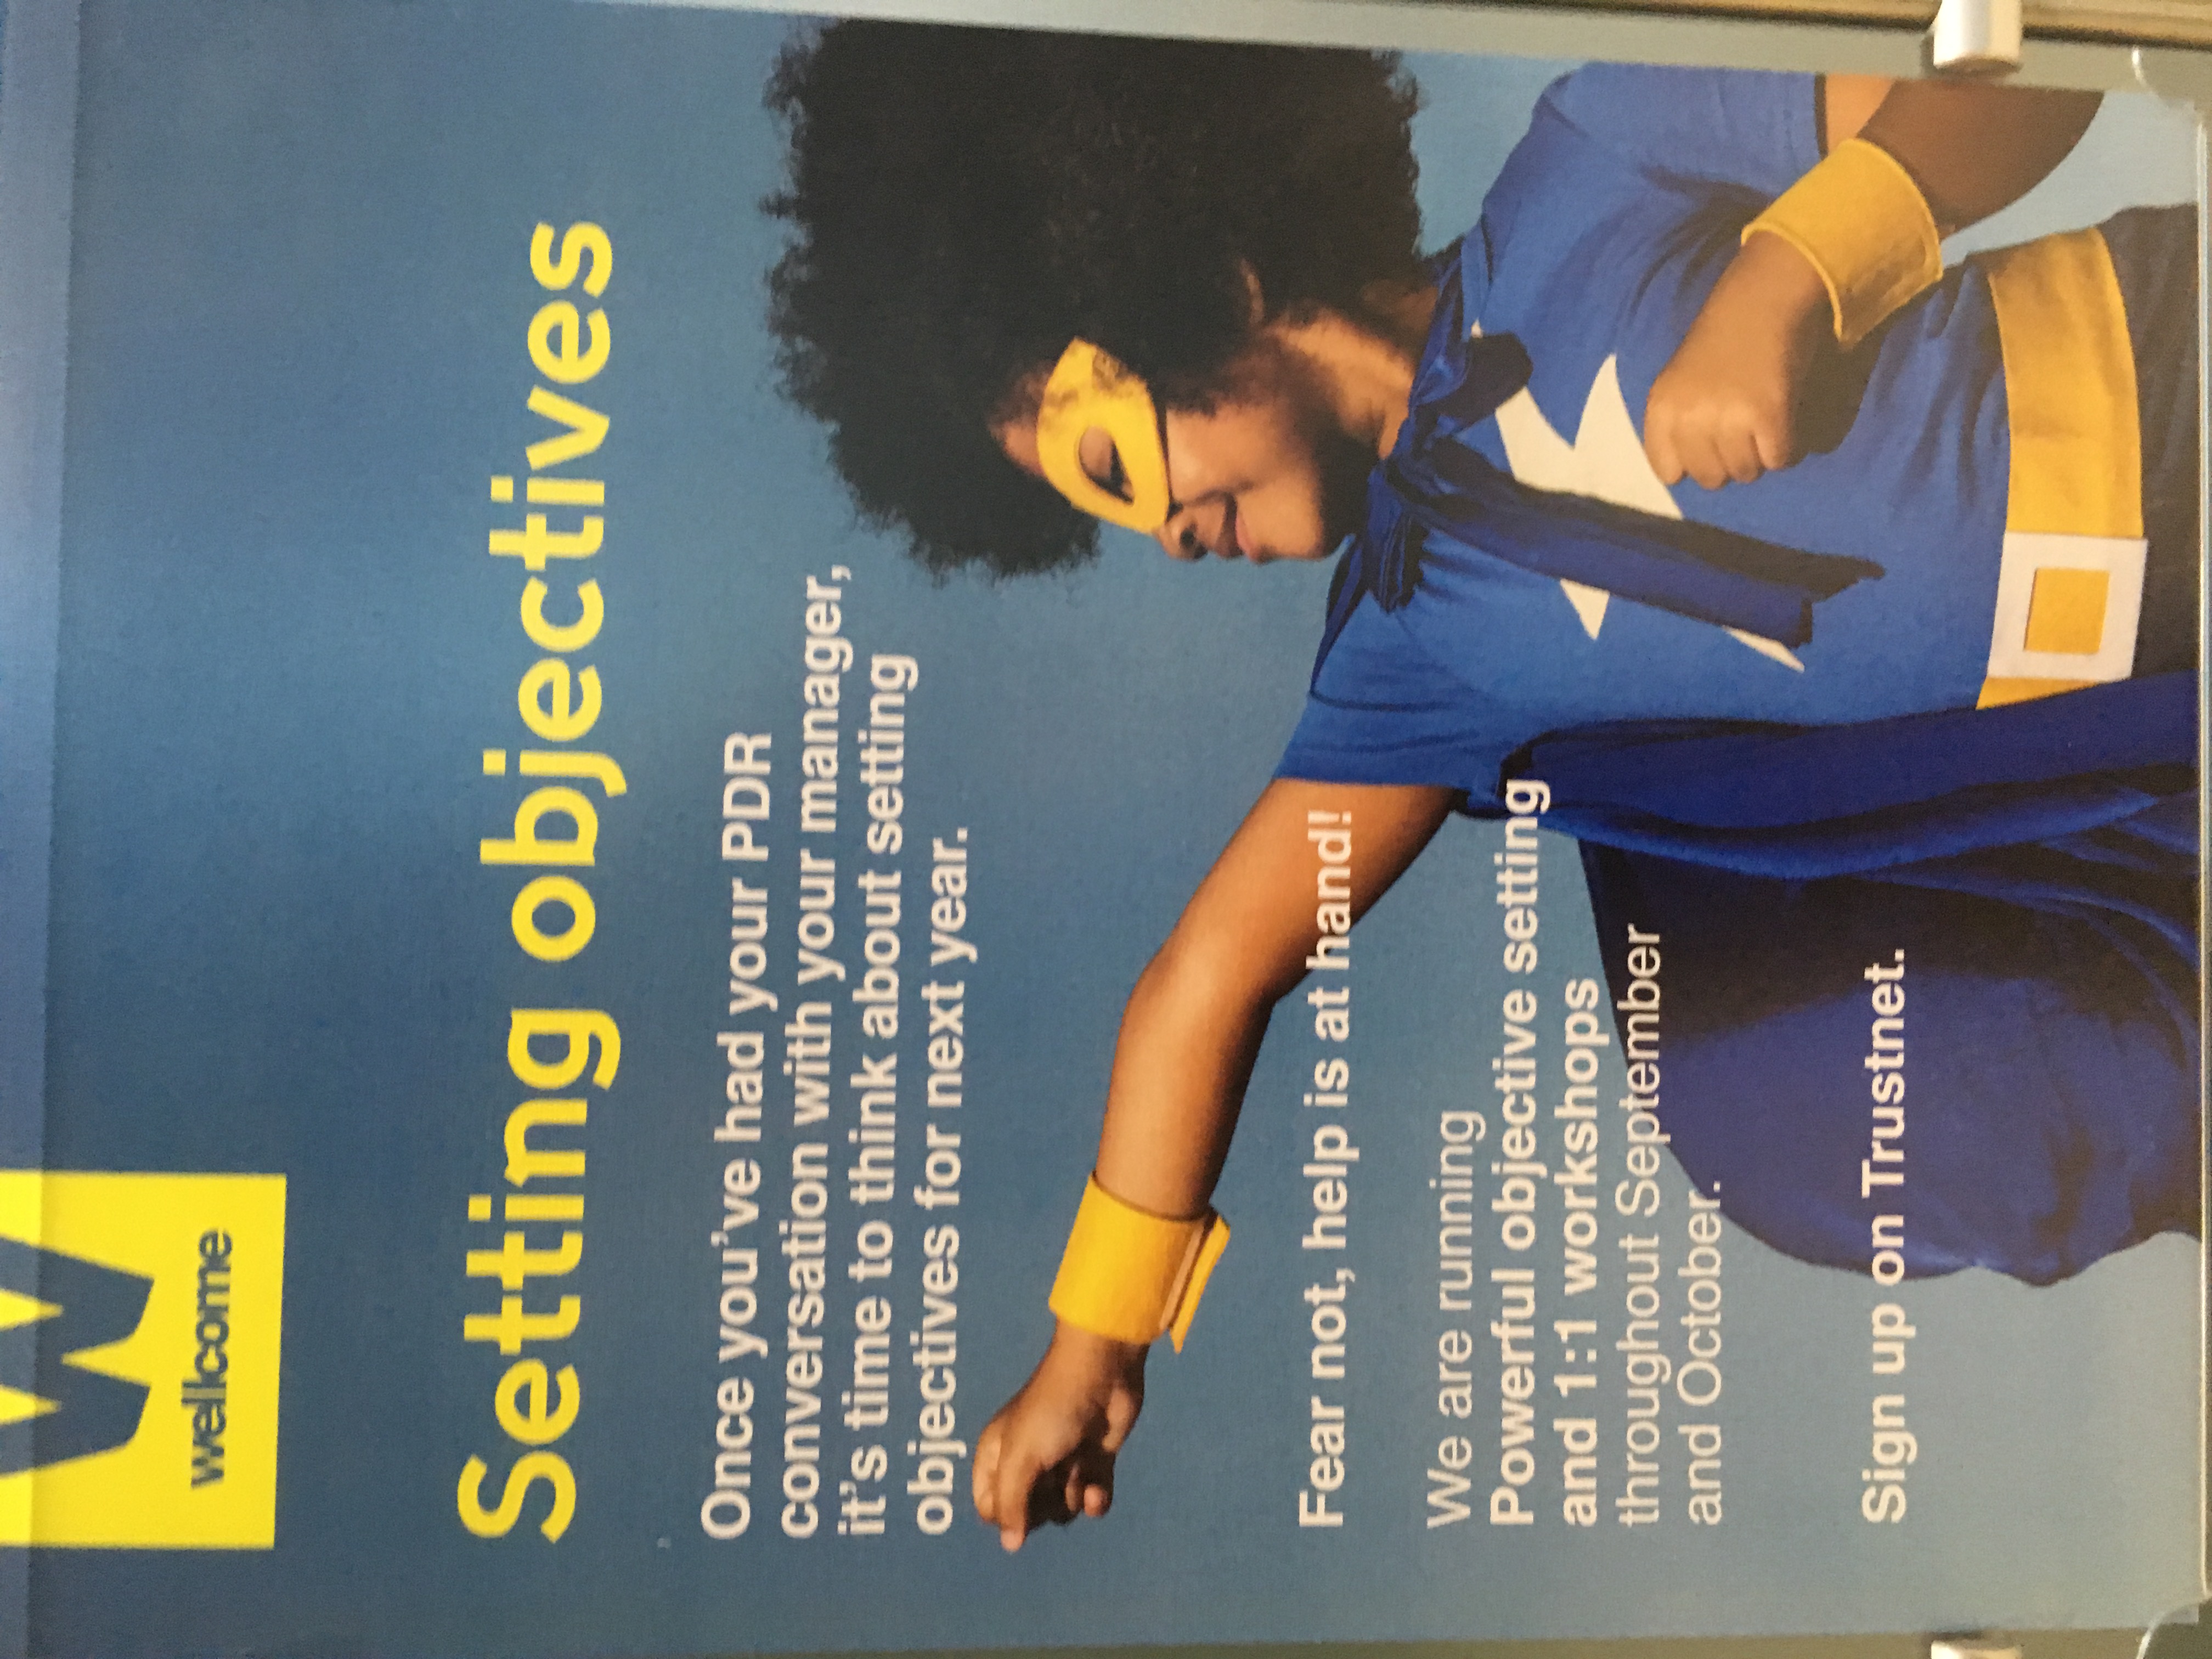 W
wellcome
Setting objectives
Once you've had your PDR
conversation with your manager,
it's time to think about setting
objectives for next year.
Fear not, help is at hand!
We are running
Powerful objective setting
and 1:1 workshops
throughout September
and October.
Sign up on Trustnet.